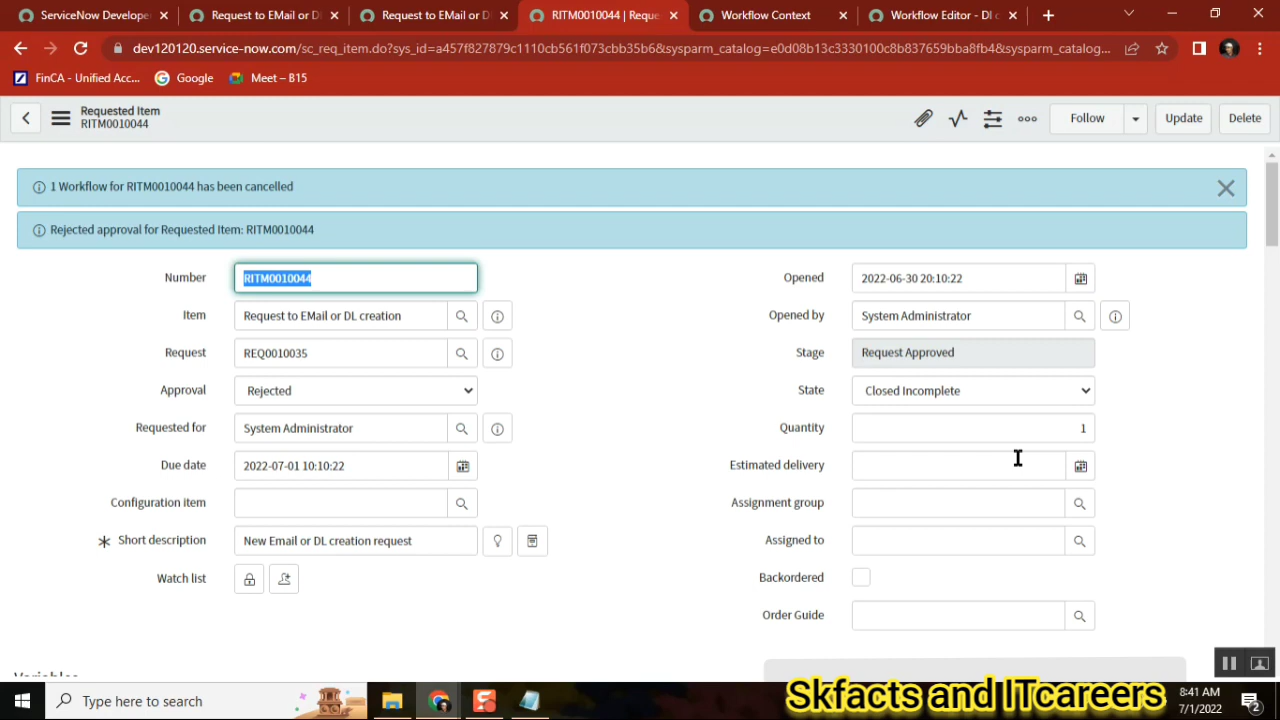 ServiceNow Develope
Request to EMail or D
Request to EMail or D
RITM0010044 | Reque
Workflow Context
Workflow Editor - DI c
dev120120.service-now.com/sc_req_item.do?sys_id=a457f827879c1110cb561f073cbb35b6&sysparm_catalog=e0d08b13c3330100c8b837659bba8fb4&sysparm_catalog...
FinCA - Unified Acc...
Google
Meet – B15
Requested Item
RITM0010044
Follow
Update
Delete
1 Workflow for RITM0010044 has been cancelled
Rejected approval for Requested Item: RITM0010044
Number RITM0010044
Opened 2022-06-30 20:10:22
Item Request to EMail or DL creation
Opened by System Administrator
Request REQ0010035
Stage Request Approved
Approval Rejected
State Closed Incomplete
Requested for System Administrator
Quantity 1
Due date 2022-07-01 10:10:22
Estimated delivery
Configuration item
Assignment group
Short description New Email or DL creation request
Assigned to
Watch list
Backordered
Order Guide
Variables
Skfacts and ITcareers
Type here to search
8:41 AM
7/1/2022
2